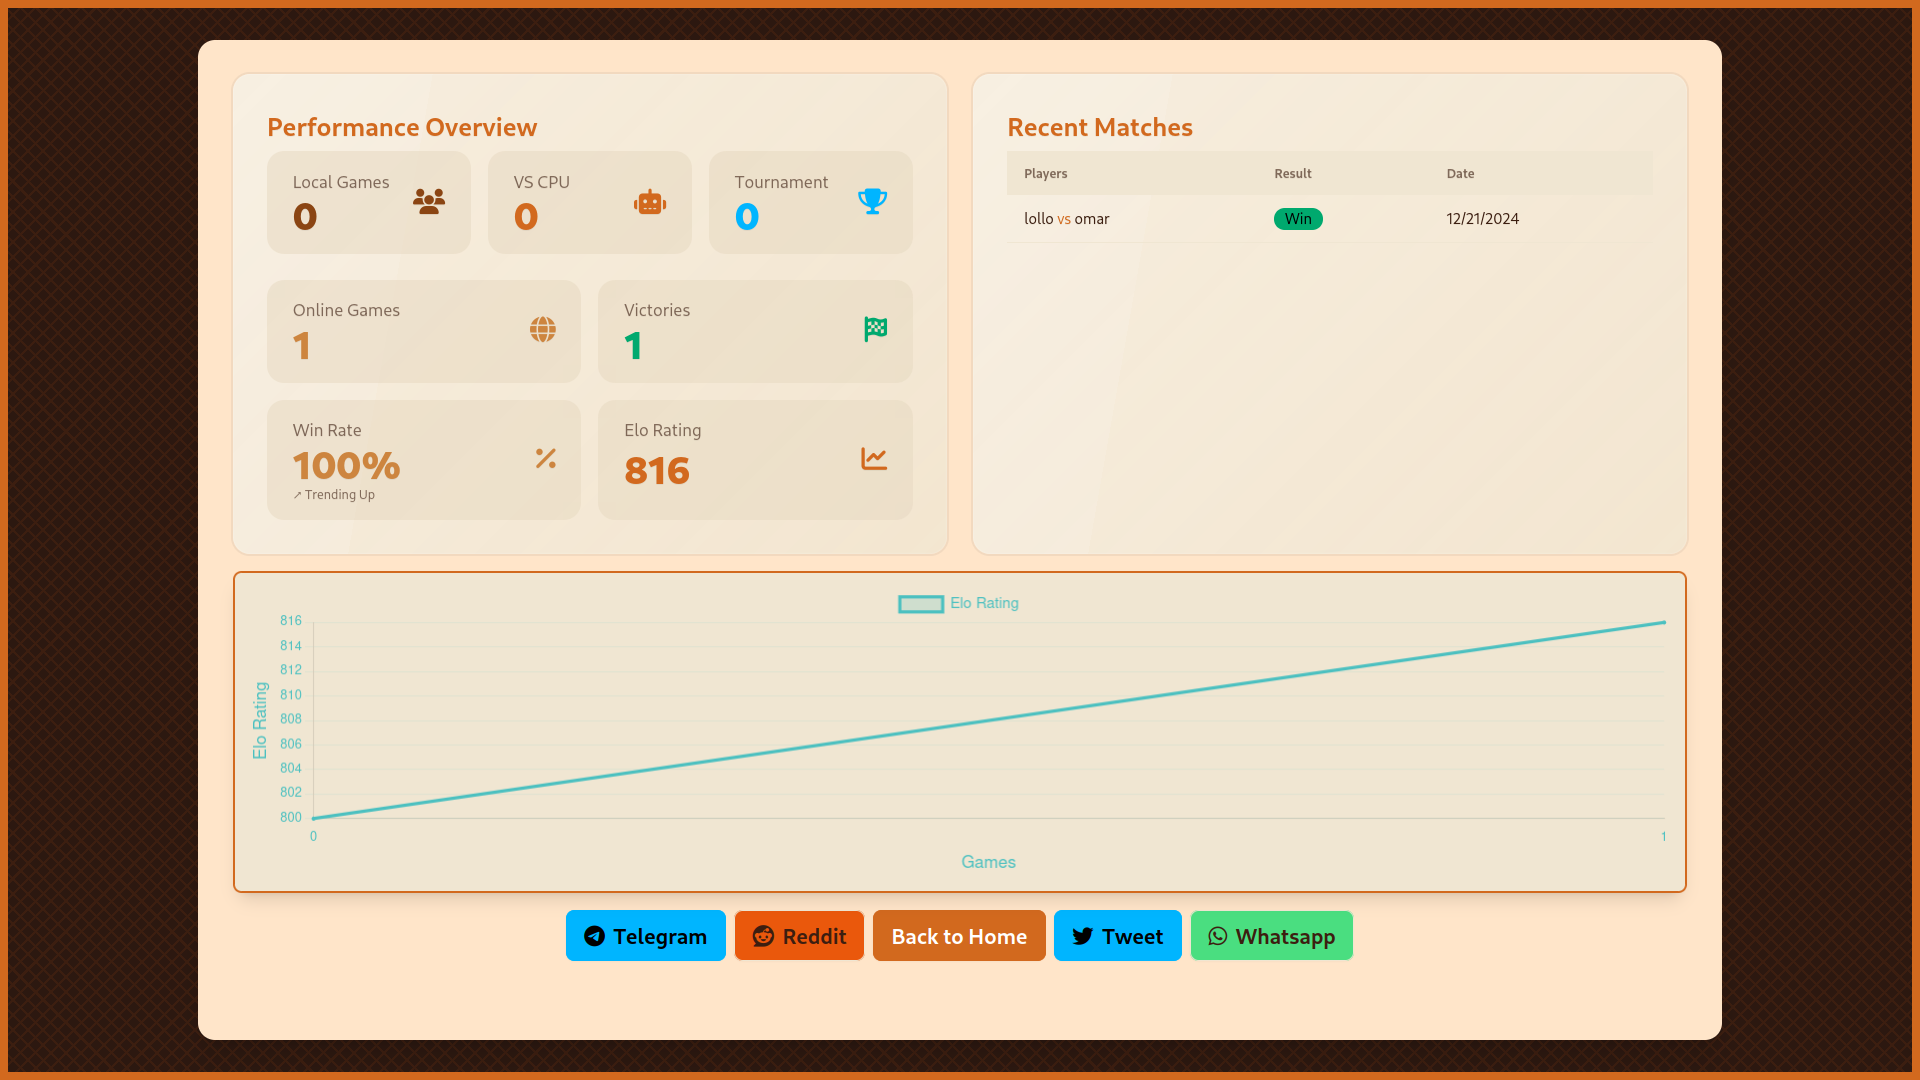 Performance Overview
Local Games
0
VS CPU
0
Tournament
0
Online Games
1
Victories
1
Win Rate
100%
↗ Trending Up
Elo Rating
816
Recent Matches
Players Result Date
lollo vs omar Win 12/21/2024
Elo Rating
816
814
812
810
808
806
804
802
800
Elo Rating
0 1
Games
Telegram Reddit Back to Home Tweet Whatsapp